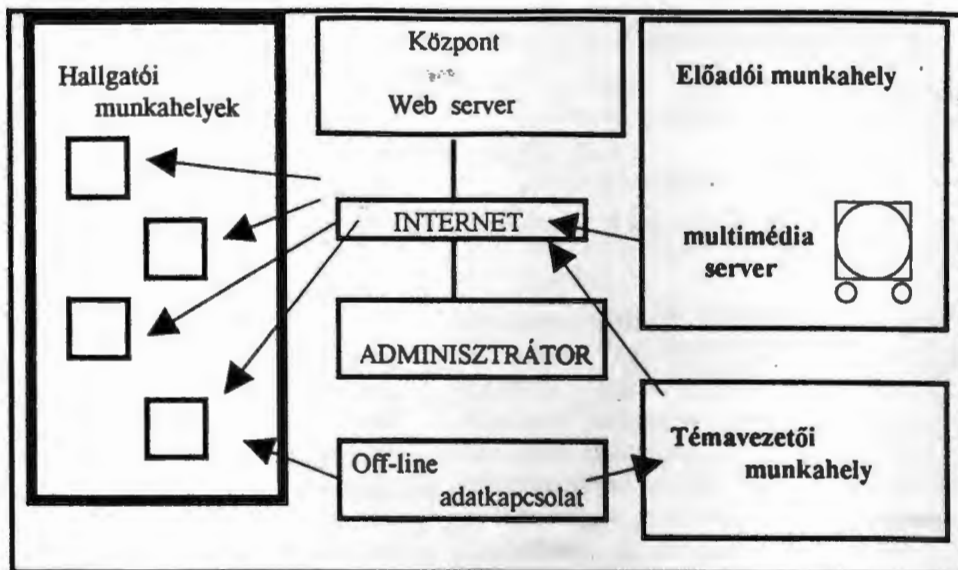 Hallgatói
munkahelyek
Központ
Web server
INTERNET
ADMINISZTRÁTOR
Off-line
adatkapcsolat
Előadói munkahely
multimédia
server
Témavezetői
munkahely